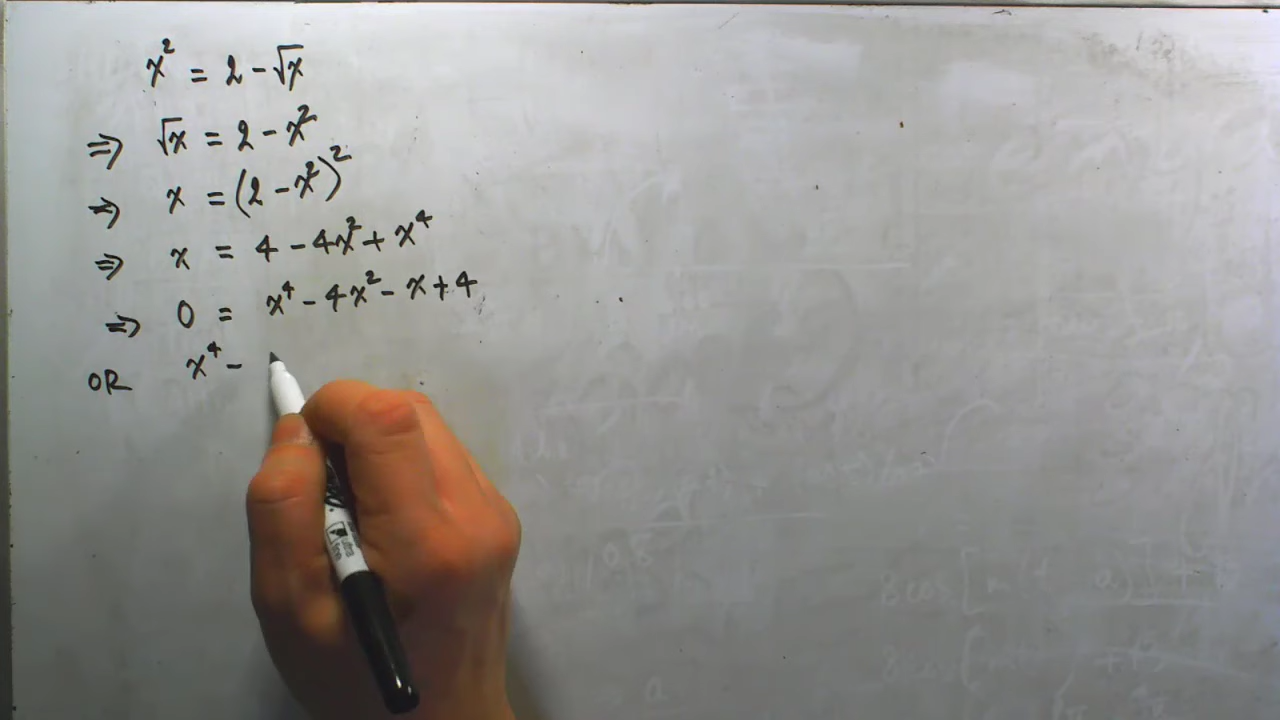 x² = 2 - √x
⇒ √x = 2 - x²
⇒ x = (2 - x²)²
⇒ x = 4 - 4x² + x⁴
⇒ 0 = x⁴ - 4x² - x + 4
OR x⁴ -